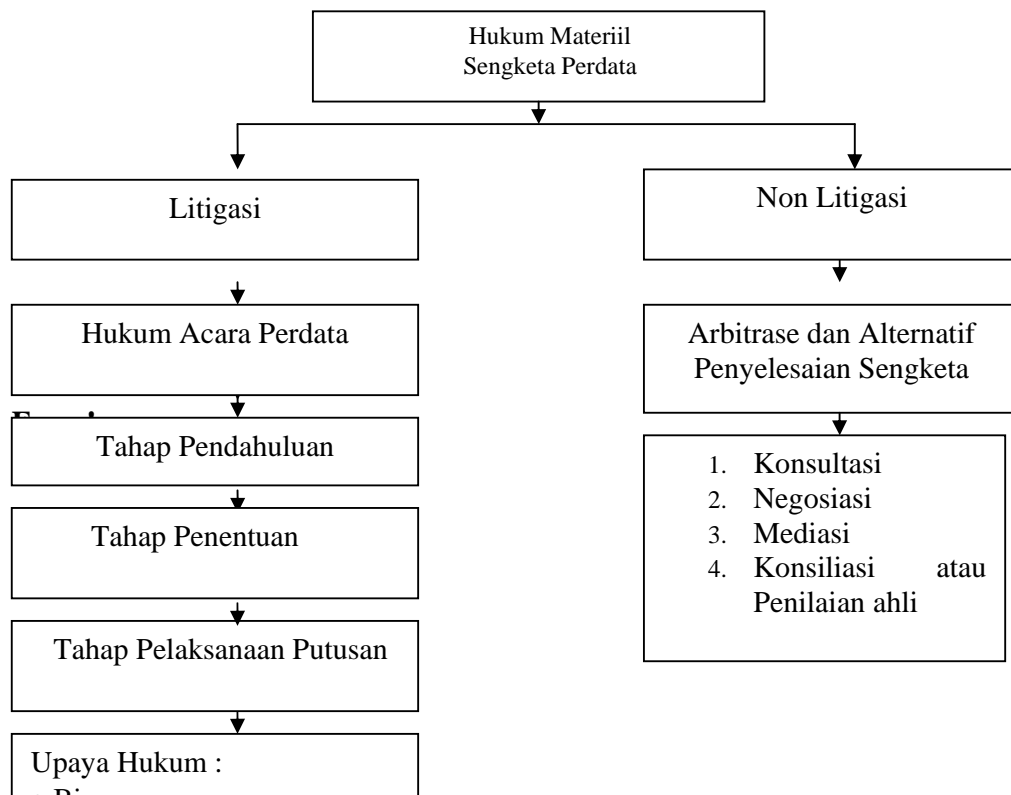 Hukum Materiil
Sengketa Perdata
Litigasi
Non Litigasi
Hukum Acara Perdata
Arbitrase dan Alternatif
Penyelesaian Sengketa
Tahap Pendahuluan
1. Konsultasi
2. Negosiasi
3. Mediasi
4. Konsiliasi atau
Penilaian ahli
Tahap Penentuan
Tahap Pelaksanaan Putusan
Upaya Hukum :